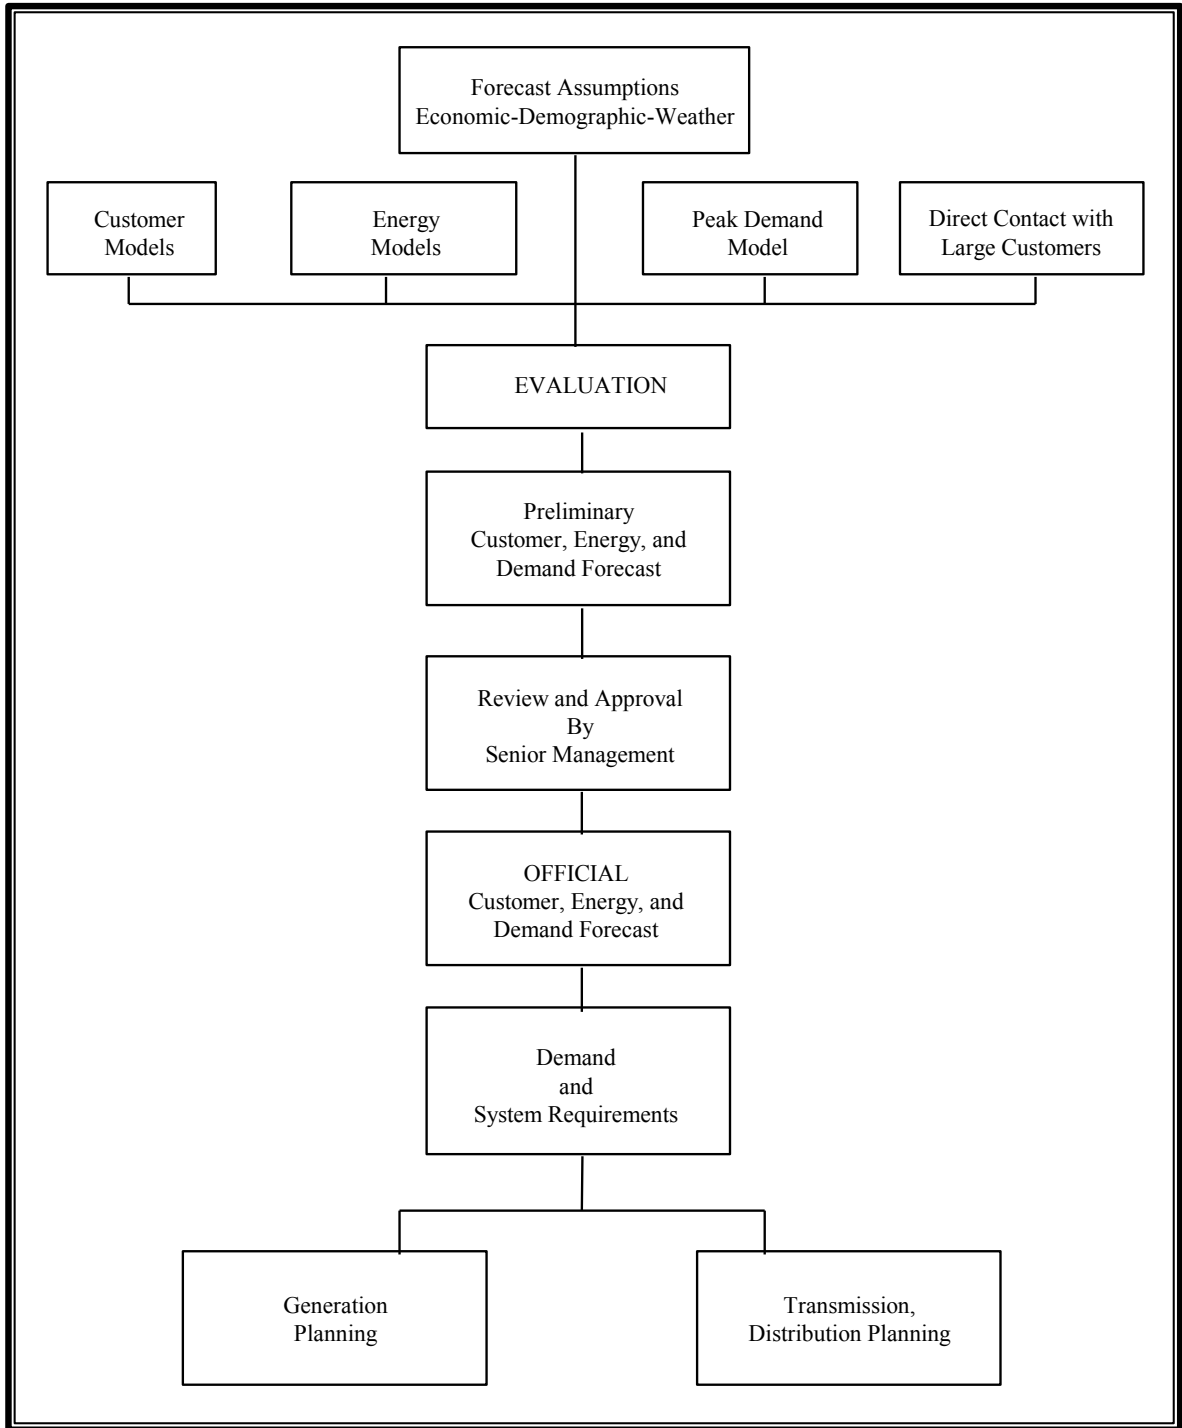 Forecast Assumptions
Economic-Demographic-Weather
Customer
Models
Energy
Models
Peak Demand
Model
Direct Contact with
Large Customers
EVALUATION
Preliminary
Customer, Energy, and
Demand Forecast
Review and Approval
By
Senior Management
OFFICIAL
Customer, Energy, and
Demand Forecast
Demand
and
System Requirements
Generation
Planning
Transmission,
Distribution Planning